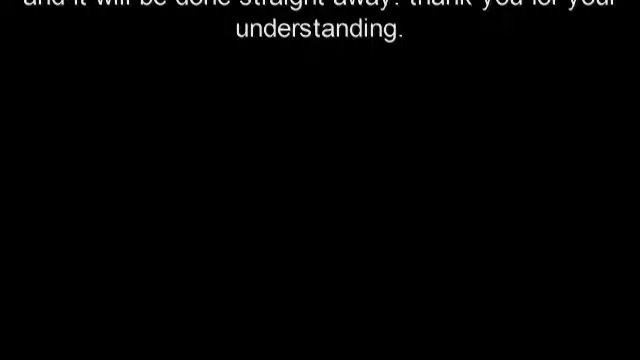 and it will be done straight away. thank you for your
understanding.